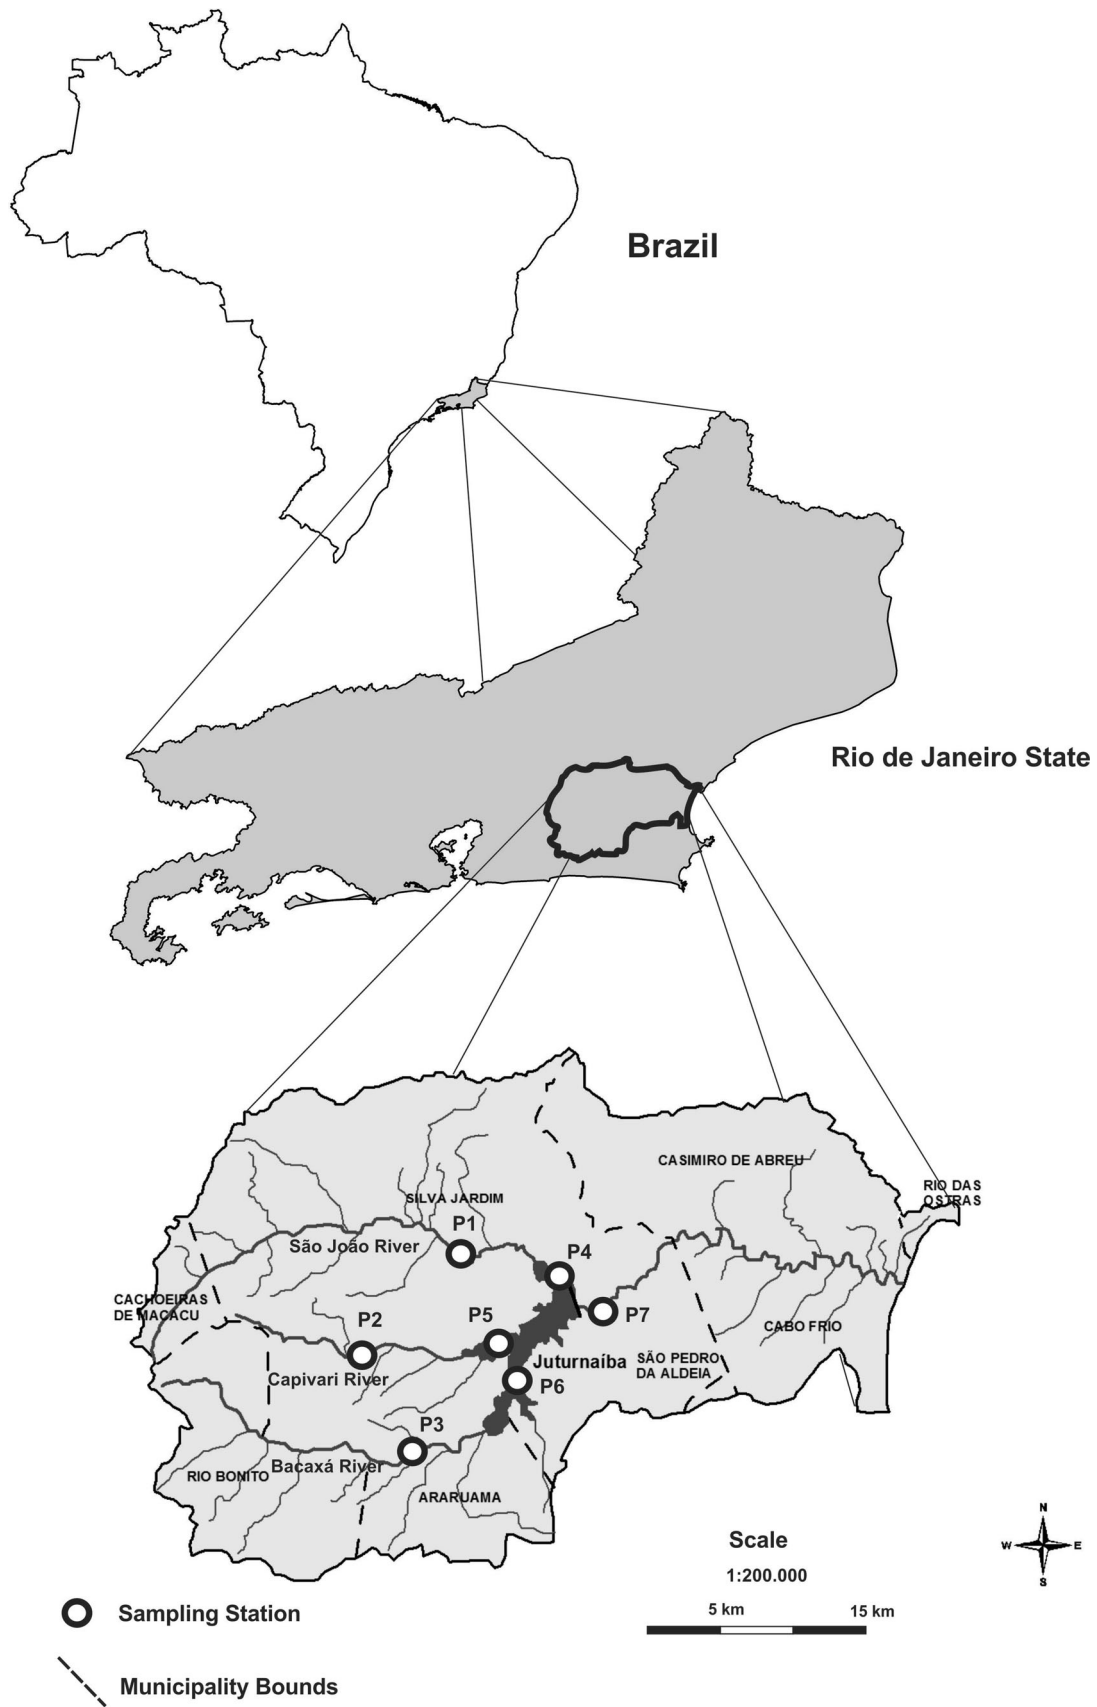 Brazil
Rio de Janeiro State
CASIMIRO DE ABREU
RIO DAS
OSTRAS
SILVA JARDIM
P1
São João River
P4
CACHOEIRAS
DE MACACU
P2
P5
P7
CABO FRIO
Juturnaíba
SÃO PEDRO
DA ALDEIA
Capivari River
P6
P3
Bacaxá River
RIO BONITO
ARARUAMA
N
W
E
S
Scale
1:200.000
5 km
15 km
Sampling Station
Municipality Bounds